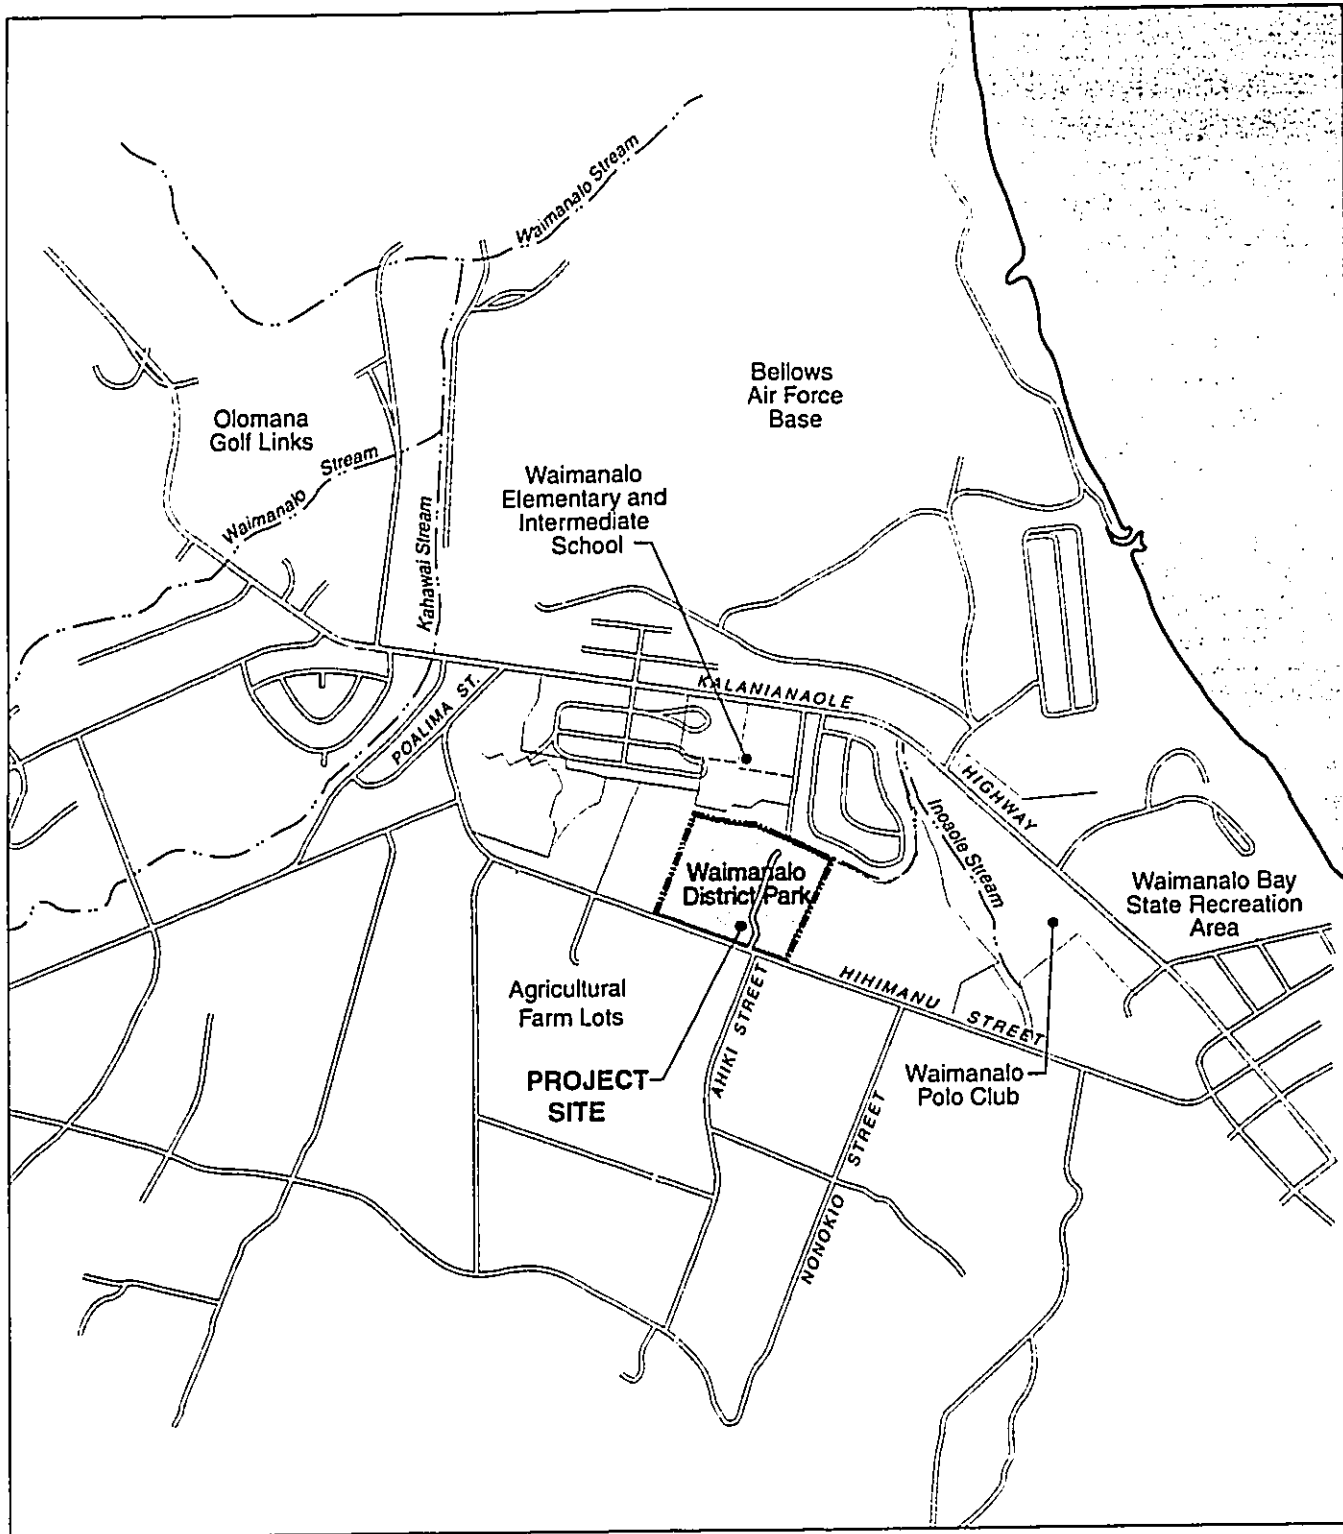 Waimanalo Stream
Olomana
Golf Links
Bellows
Air Force
Base
Waimanalo Stream
Waimanalo
Elementary and
Intermediate
School
Kahawai Stream
KALANIANAOLE
HIGHWAY
POALIMA ST.
Inoaole Stream
Waimanalo
District Park
Waimanalo Bay
State Recreation
Area
Agricultural
Farm Lots
HIHIMANU STREET
AHIKI STREET
PROJECT
SITE
Waimanalo
Polo Club
NONOKIO STREET